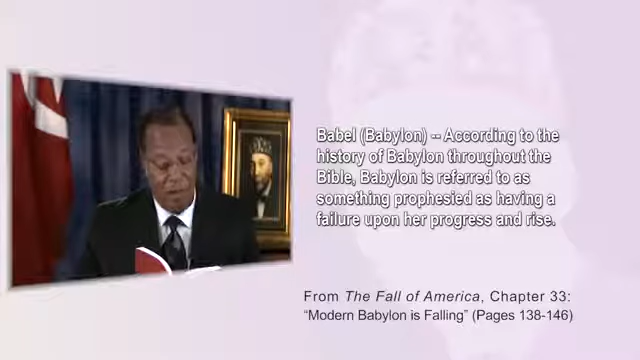 Babel (Babylon) -- According to the
history of Babylon throughout the
Bible, Babylon is referred to as
something prophesied as having a
failure upon her progress and rise.
From The Fall of America, Chapter 33:
“Modern Babylon is Falling” (Pages 138-146)